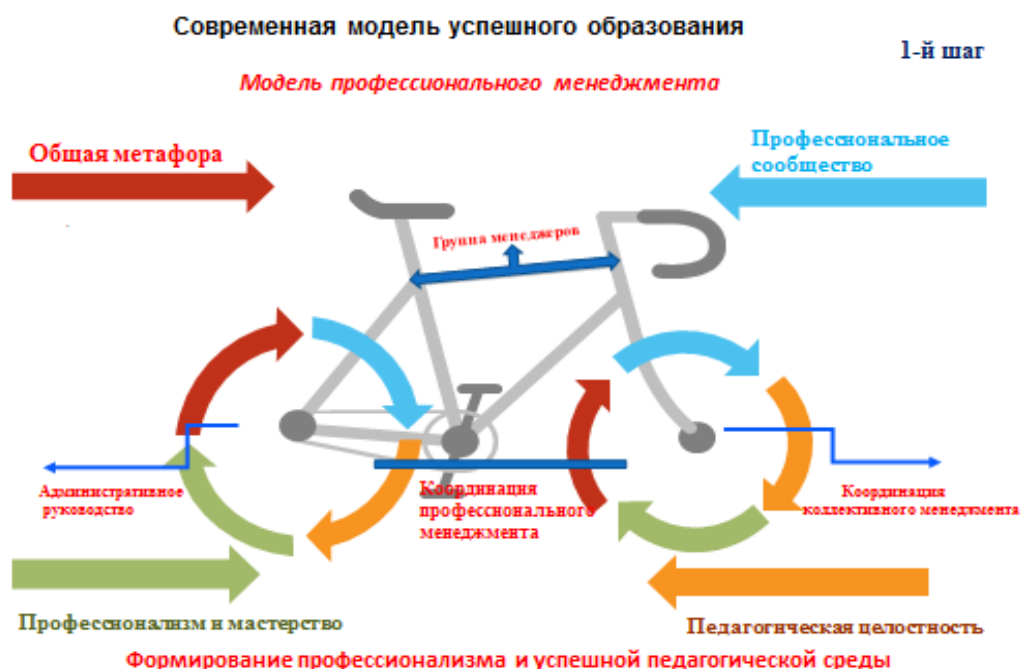 Современная модель успешного образования
1-й шаг
Модель профессионального менеджмента
Общая метафора
Профессиональное
сообщество
Группа менеджеров
Административное
руководство
Координация
профессионального
менеджмента
Координация
коллективного менеджмента
Профессионализм и мастерство
Педагогическая целостность
Формирование профессионализма и успешной педагогической среды